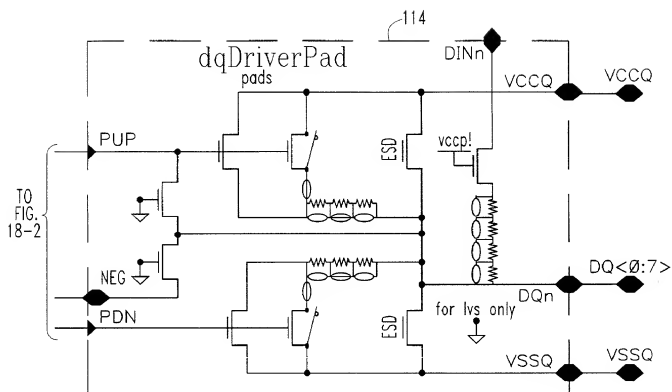 114
dqDriverPad
pads
DINn
VCCQ
VCCQ
PUP
ESD
vccp!
TO
FIG.
18-2
NEG
DQ<0:7>
DQn
PDN
ESD
for lvs only
VSSQ
VSSQ